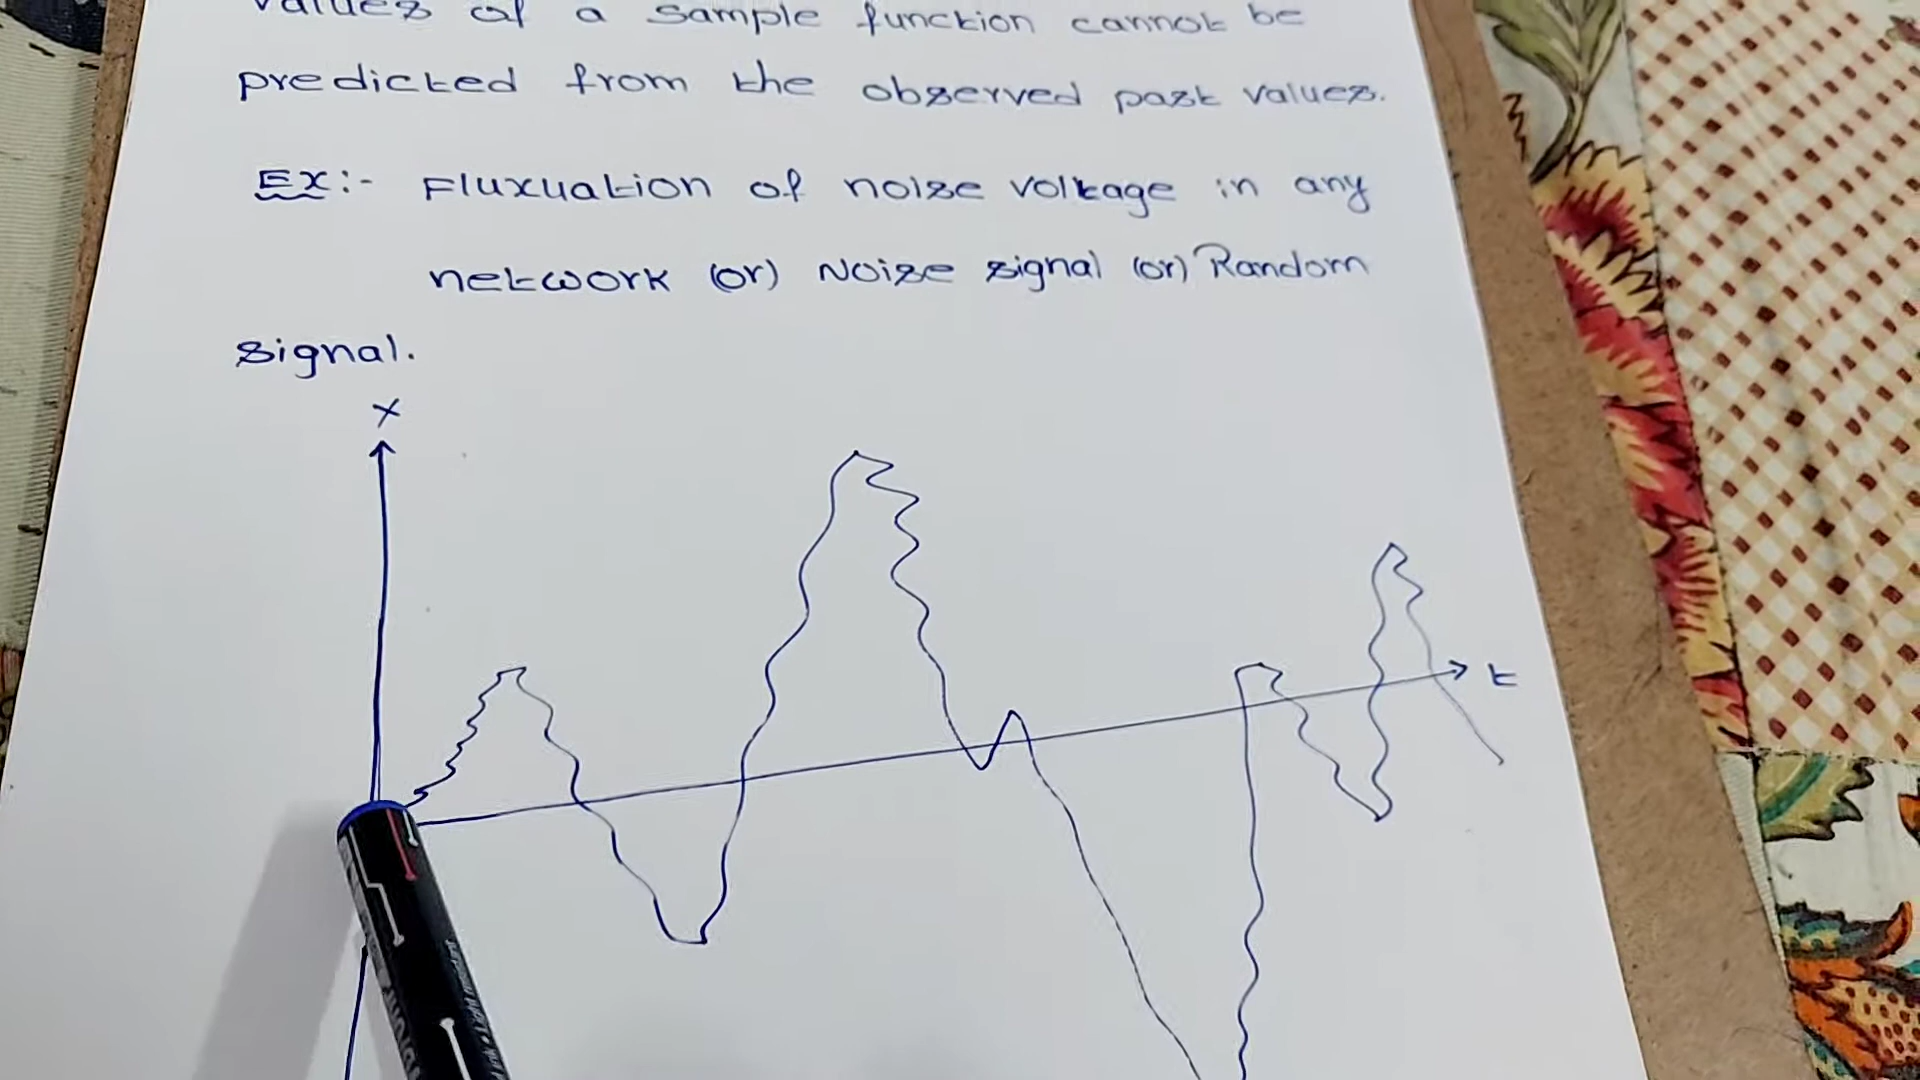 values of a sample function cannot be
predicted from the observed past values.
Ex:- Fluxuation of noise voltage in any
network (or) Noise signal (or) Random
signal.
X
t